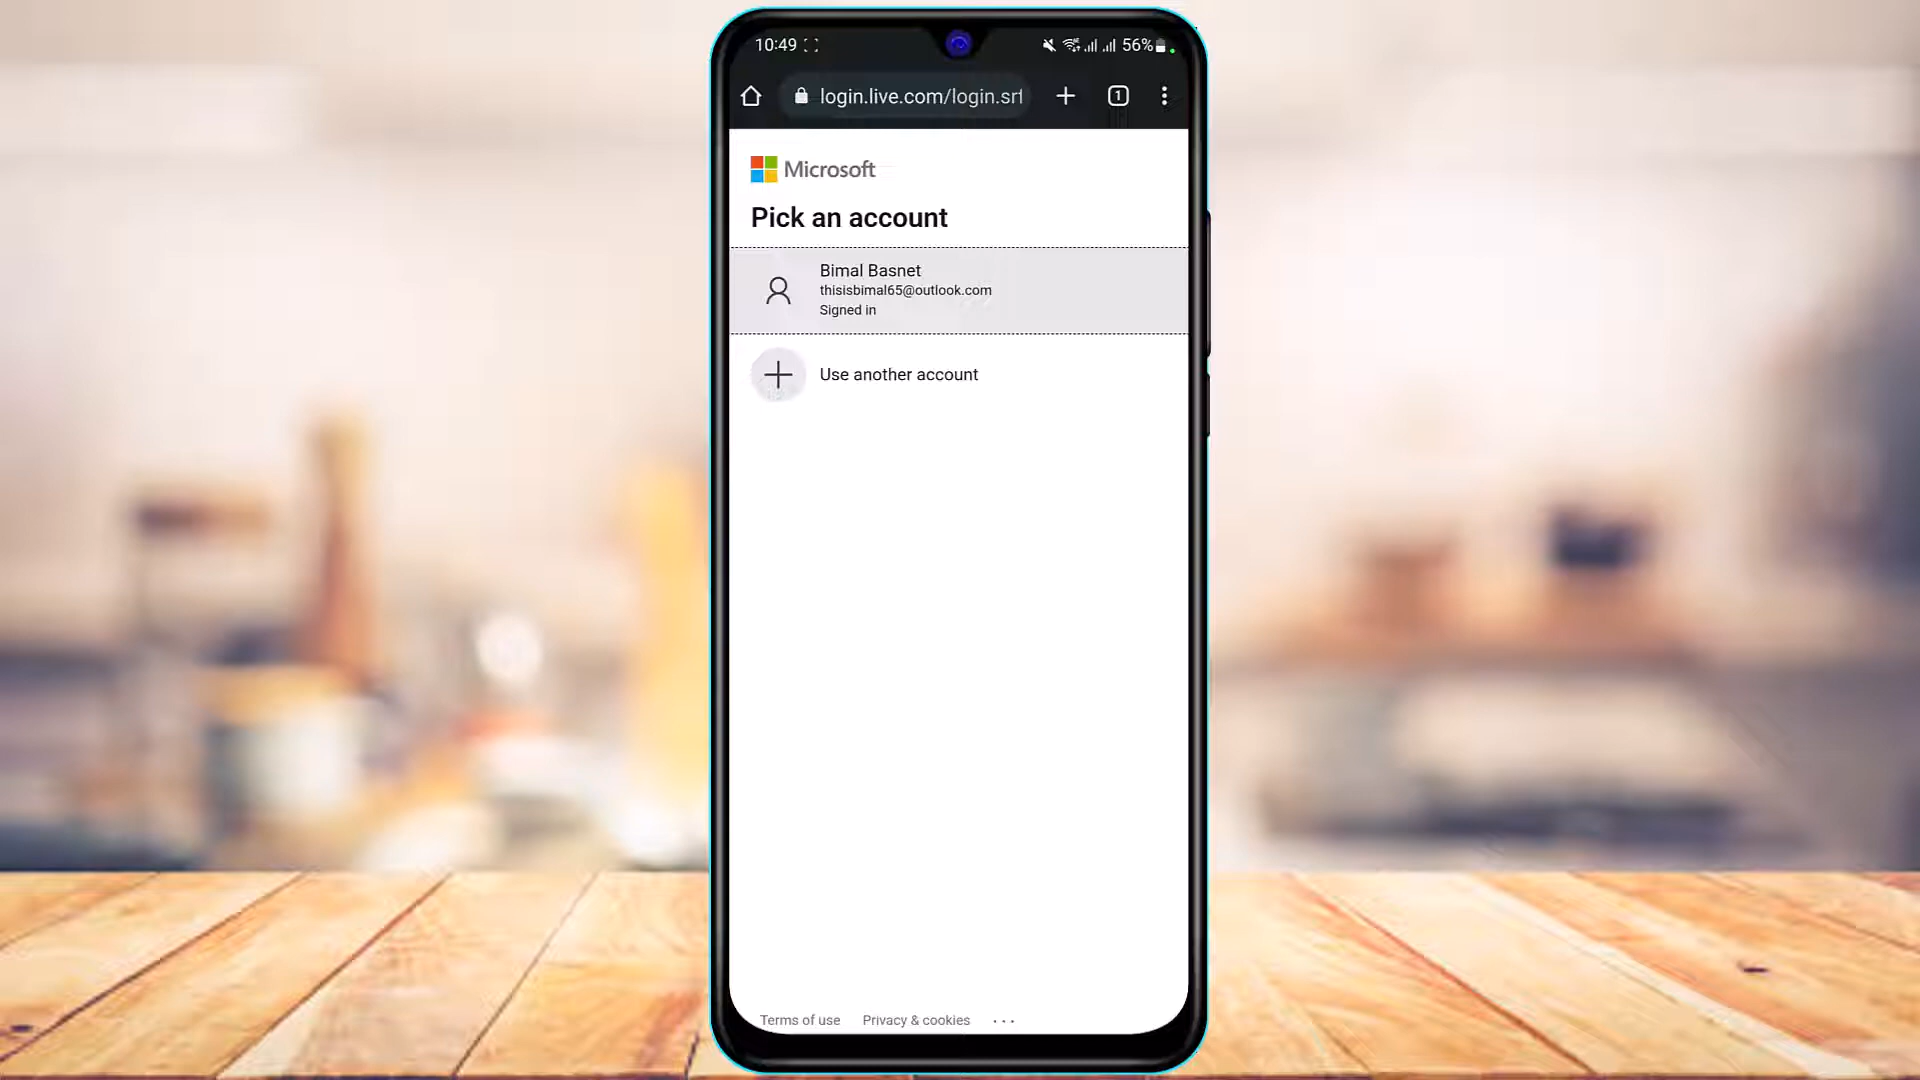 10:49 56%
login.live.com/login.srf 1
Microsoft
Pick an account
Bimal Basnet
thisisbimal65@outlook.com
Signed in
Use another account
Terms of use Privacy & cookies ...